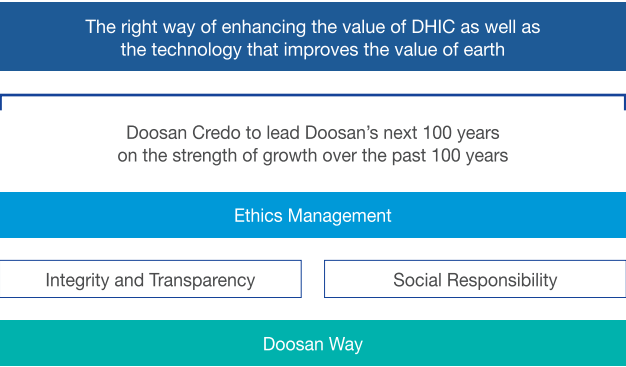 The right way of enhancing the value of DHIC as well as
the technology that improves the value of earth
Doosan Credo to lead Doosan’s next 100 years
on the strength of growth over the past 100 years
Ethics Management
Integrity and Transparency
Social Responsibility
Doosan Way